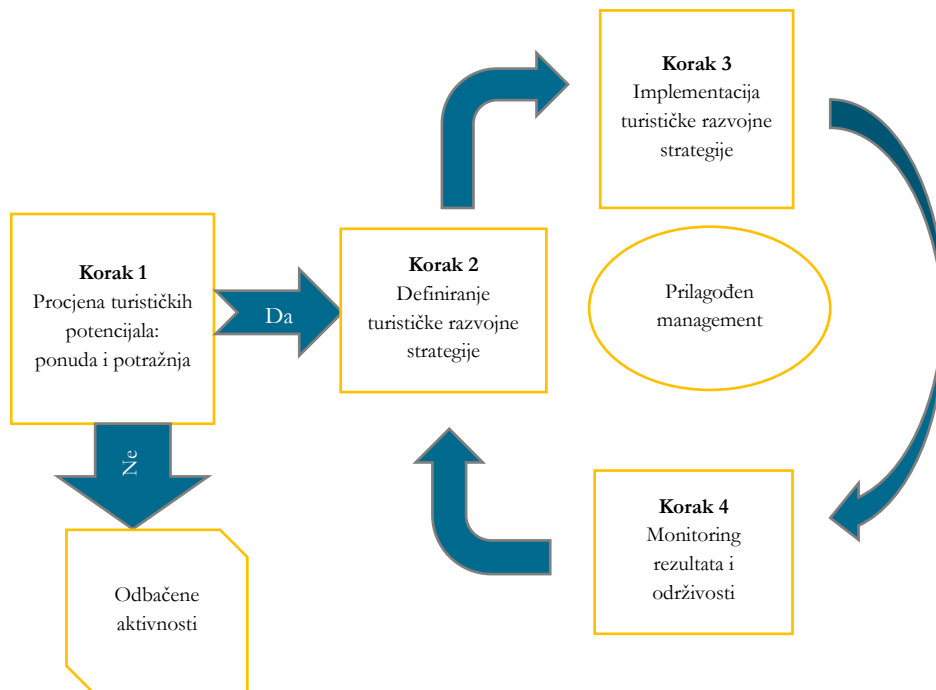 Korak 1
Procjena turističkih
potencijala:
ponuda i potražnja
Da
Ne
Odbačene
aktivnosti
Korak 2
Definiranje
turističke razvojne
strategije
Korak 3
Implementacija
turističke razvojne
strategije
Prilagođen
management
Korak 4
Monitoring
rezultata i
održivosti